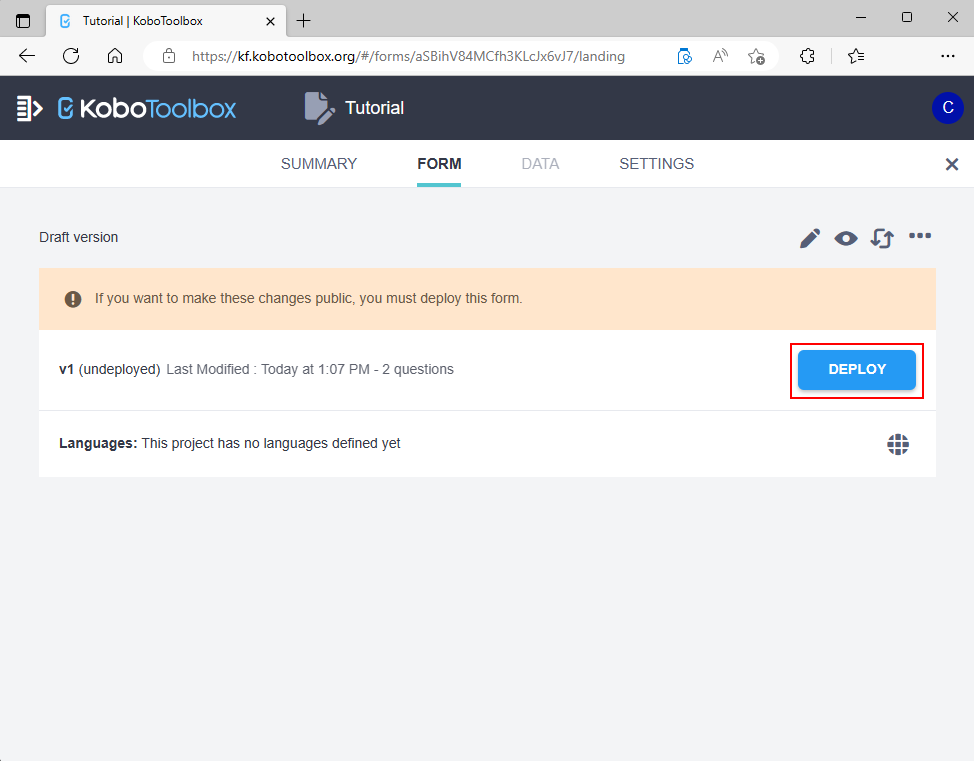 Tutorial | KoboToolbox
https://kf.kobotoolbox.org/#/forms/aSBihV84MCfh3KLcJx6vJ7/landing
KoboToolbox
Tutorial
C
SUMMARY
FORM
DATA
SETTINGS
Draft version
If you want to make these changes public, you must deploy this form.
v1 (undeployed) Last Modified : Today at 1:07 PM - 2 questions
DEPLOY
Languages: This project has no languages defined yet